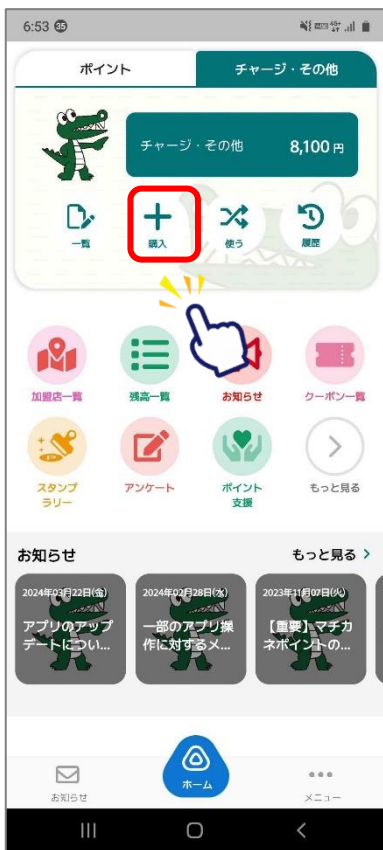 6:53 35
ポイント
チャージ・その他
チャージ・その他 8,100 円
一覧
購入
使う
履歴
加盟店一覧
残高一覧
お知らせ
クーポン一覧
スタンプ
ラリー
アンケート
ポイント
支援
もっと見る
お知らせ
もっと見る
2024年03月22日(金)
アプリのアップ
デートについ...
2024年02月28日(水)
一部のアプリ操
作に対するメ...
2023年11月07日(火)
【重要】マチカ
ネポイントの...
お知らせ
ホーム
メニュー